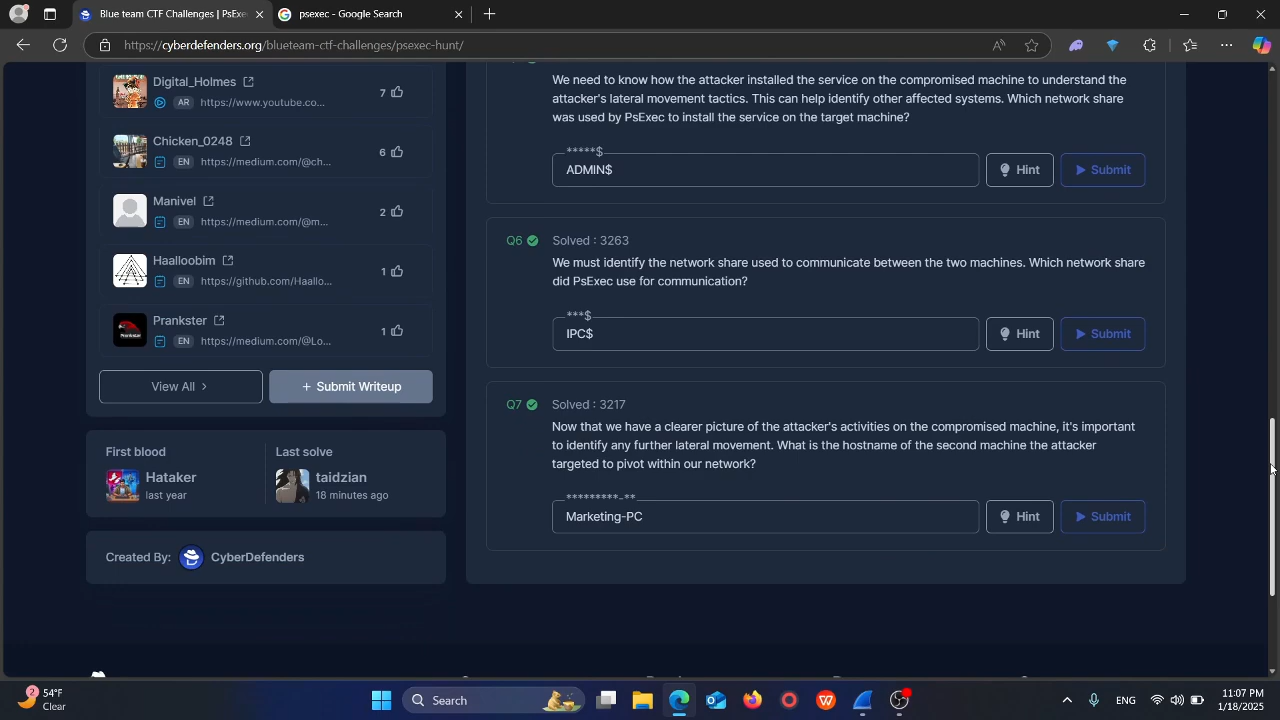 Blue team CTF Challenges | PsExe
psexec - Google Search
https://cyberdefenders.org/blueteam-ctf-challenges/psexec-hunt/
Digital_Holmes
AR
https://www.youtube.co...
7
Chicken_0248
EN
https://medium.com/@ch...
6
Manivel
EN
https://medium.com/@m...
2
Haalloobim
EN
https://github.com/Haallo...
1
Prankster
EN
https://medium.com/@Lo...
1
View All >
+ Submit Writeup
First blood
Hataker
last year
Last solve
taidzian
18 minutes ago
Created By: CyberDefenders
We need to know how the attacker installed the service on the compromised machine to understand the
attacker's lateral movement tactics. This can help identify other affected systems. Which network share
was used by PsExec to install the service on the target machine?
*****$
ADMIN$
Hint
Submit
Q6
Solved : 3263
We must identify the network share used to communicate between the two machines. Which network share
did PsExec use for communication?
***$
IPC$
Hint
Submit
Q7
Solved : 3217
Now that we have a clearer picture of the attacker's activities on the compromised machine, it's important
to identify any further lateral movement. What is the hostname of the second machine the attacker
targeted to pivot within our network?
*********-**
Marketing-PC
Hint
Submit
2
54°F
Clear
Search
ENG
11:07 PM
1/18/2025